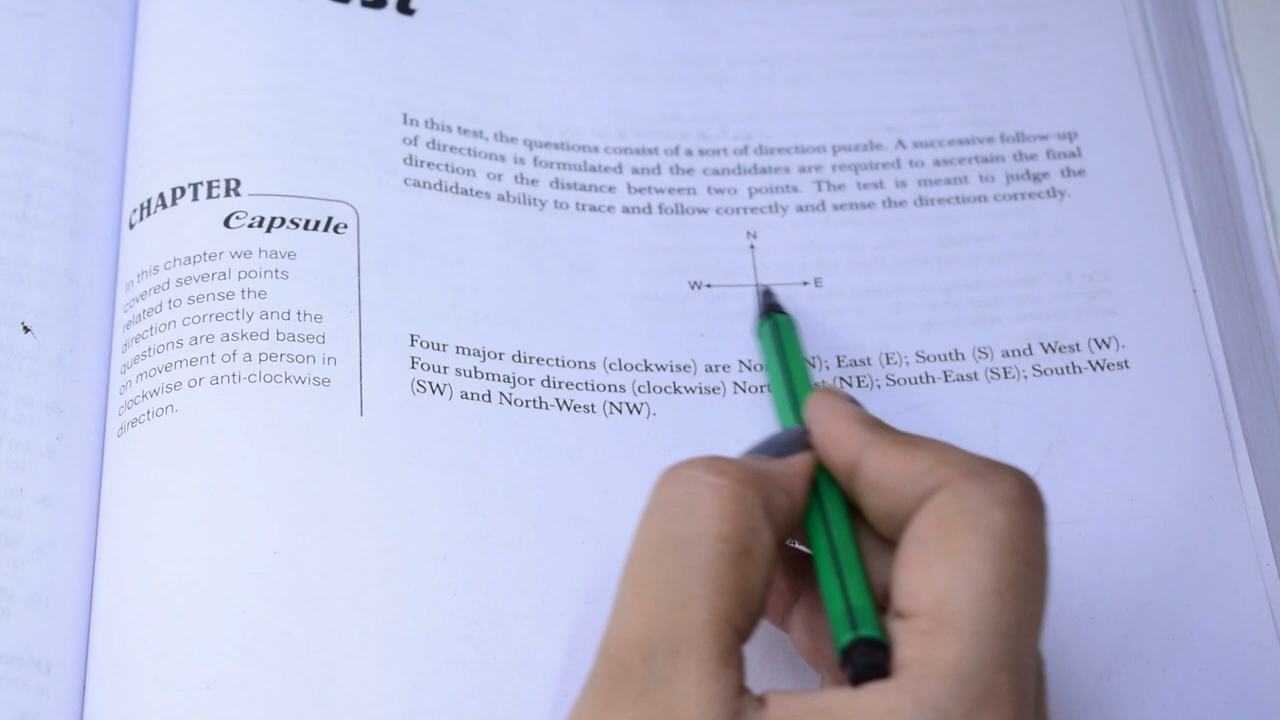 In this test, the questions consist of a sort of direction puzzle. A successive follow-up
of directions is formulated and the candidates are required to ascertain the final
direction or the distance between two points. The test is meant to judge the
candidates ability to trace and follow correctly and sense the direction correctly.
CHAPTER
Capsule
In this chapter we have
covered several points
related to sense the
direction correctly and the
questions are asked based
on movement of a person in
clockwise or anti-clockwise
direction.
N
W E
Four major directions (clockwise) are N); East (E); South (S) and West (W).
Four submajor directions (clockwise) (NE); South-East (SE); South-West
(SW) and North-West (NW).